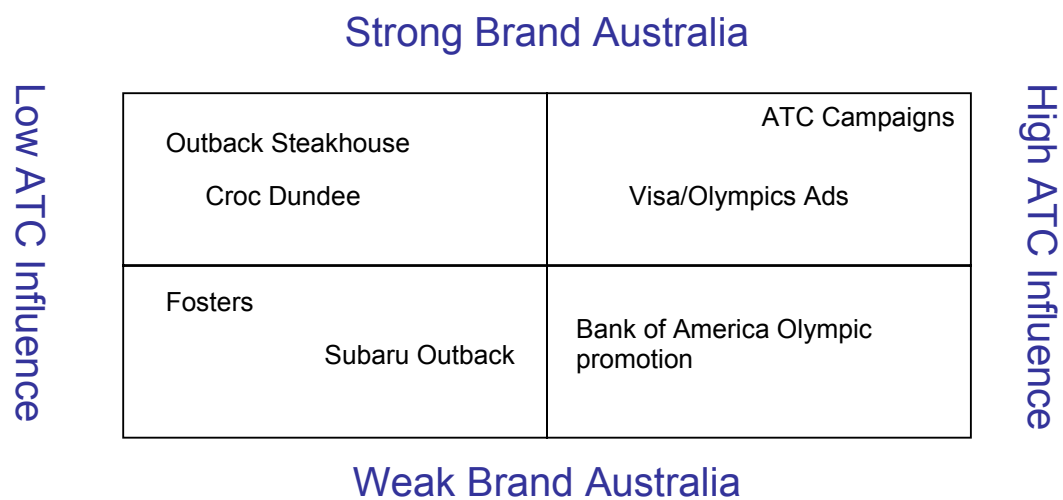 Strong Brand Australia
Low ATC Influence
High ATC Influence
Outback Steakhouse
Croc Dundee
ATC Campaigns
Visa/Olympics Ads
Fosters
Subaru Outback
Bank of America Olympic
promotion
Weak Brand Australia